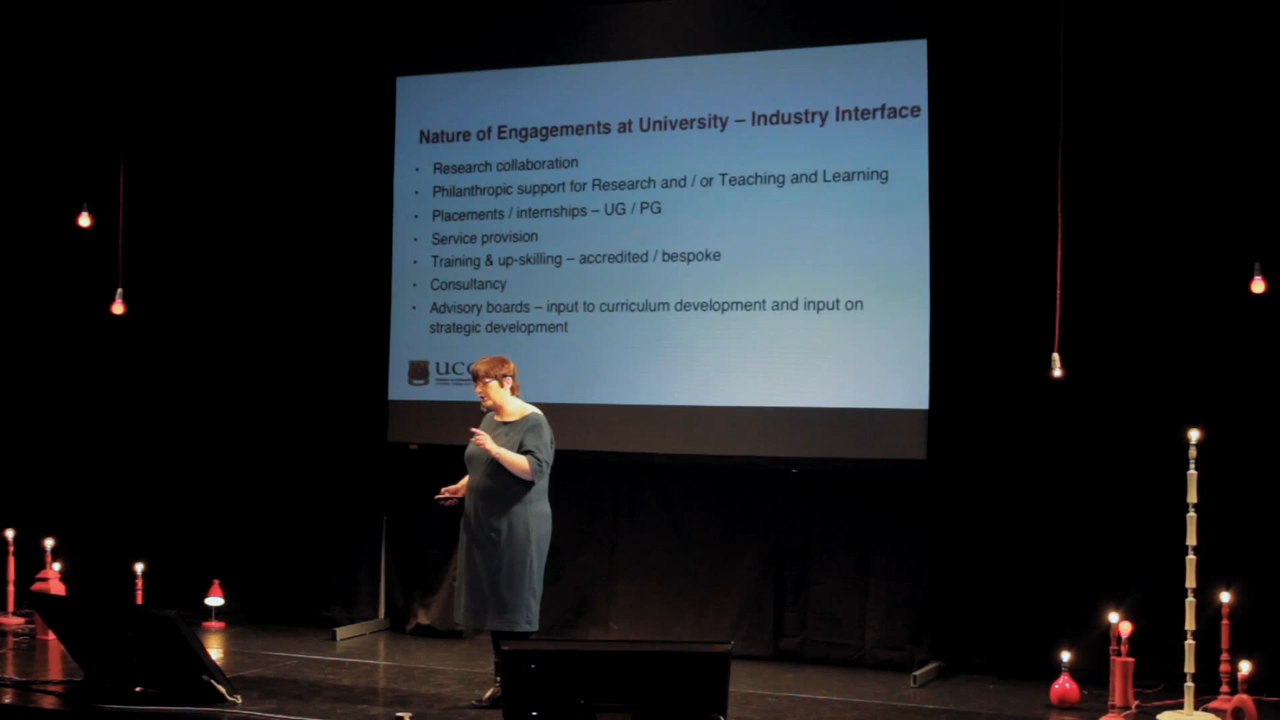 Nature of Engagements at University – Industry Interface
· Research collaboration
· Philanthropic support for Research and / or Teaching and Learning
· Placements / internships – UG / PG
· Service provision
· Training & up-skilling – accredited / bespoke
· Consultancy
· Advisory boards – input to curriculum development and input on
strategic development
UCC